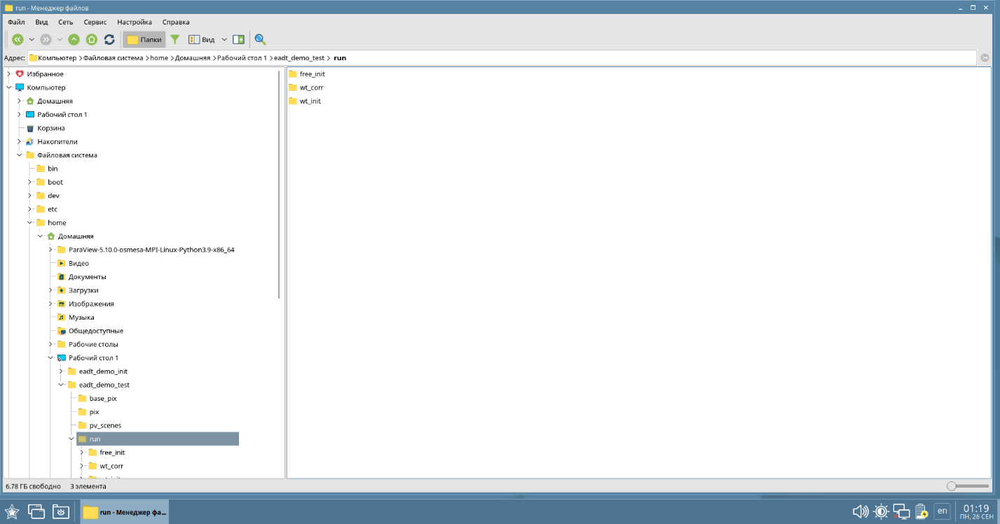 run - Менеджер файлов
Файл Вид Сеть Сервис Настройка Справка
Папки Вид
Адрес: Компьютер Файловая система home Домашняя Рабочий стол 1 eadt_demo_test run
Избранное
Компьютер
Домашняя
Рабочий стол 1
Корзина
Накопители
Файловая система
bin
boot
dev
etc
home
Домашняя
ParaView-5.10.0-osmesa-MPI-Linux-Python3.9-x86_64
Видео
Документы
Загрузки
Изображения
Музыка
Общедоступные
Рабочие столы
Рабочий стол 1
eadt_demo_init
eadt_demo_test
base_pix
pix
pv_scenes
run
free_init
wt_corr
free_init
wt_corr
wt_init
6.78 ГБ свободно 3 элемента
run - Менеджер фа...
en
01:19
ПН, 26 СЕН